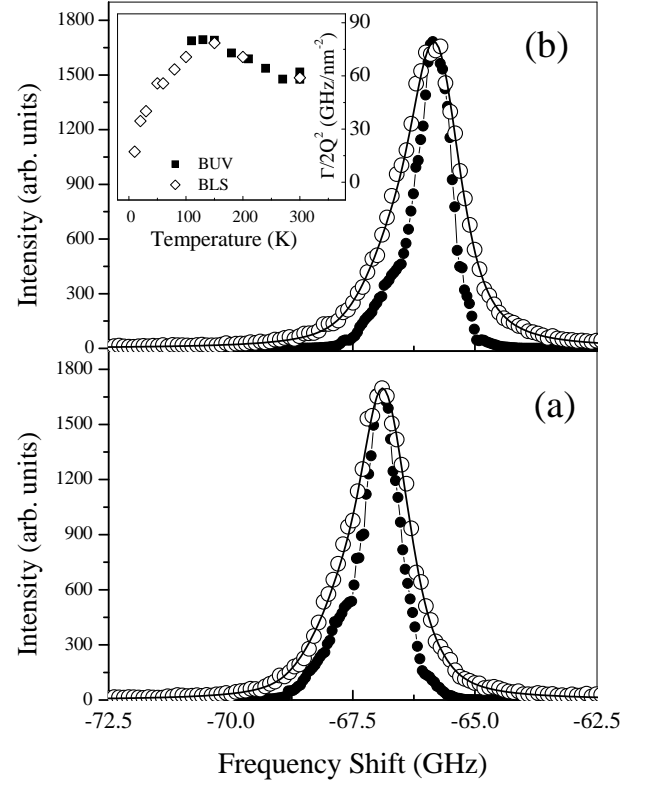 1800
1500
1200
900
600
300
0
Intensity (arb. units)
(b)
90
60
30
0
Γ/2Q² (GHz/nm⁻²)
BUV
BLS
0 100 200 300
Temperature (K)
1800
1500
1200
900
600
300
0
Intensity (arb. units)
(a)
-72.5 -70.0 -67.5 -65.0 -62.5
Frequency Shift (GHz)